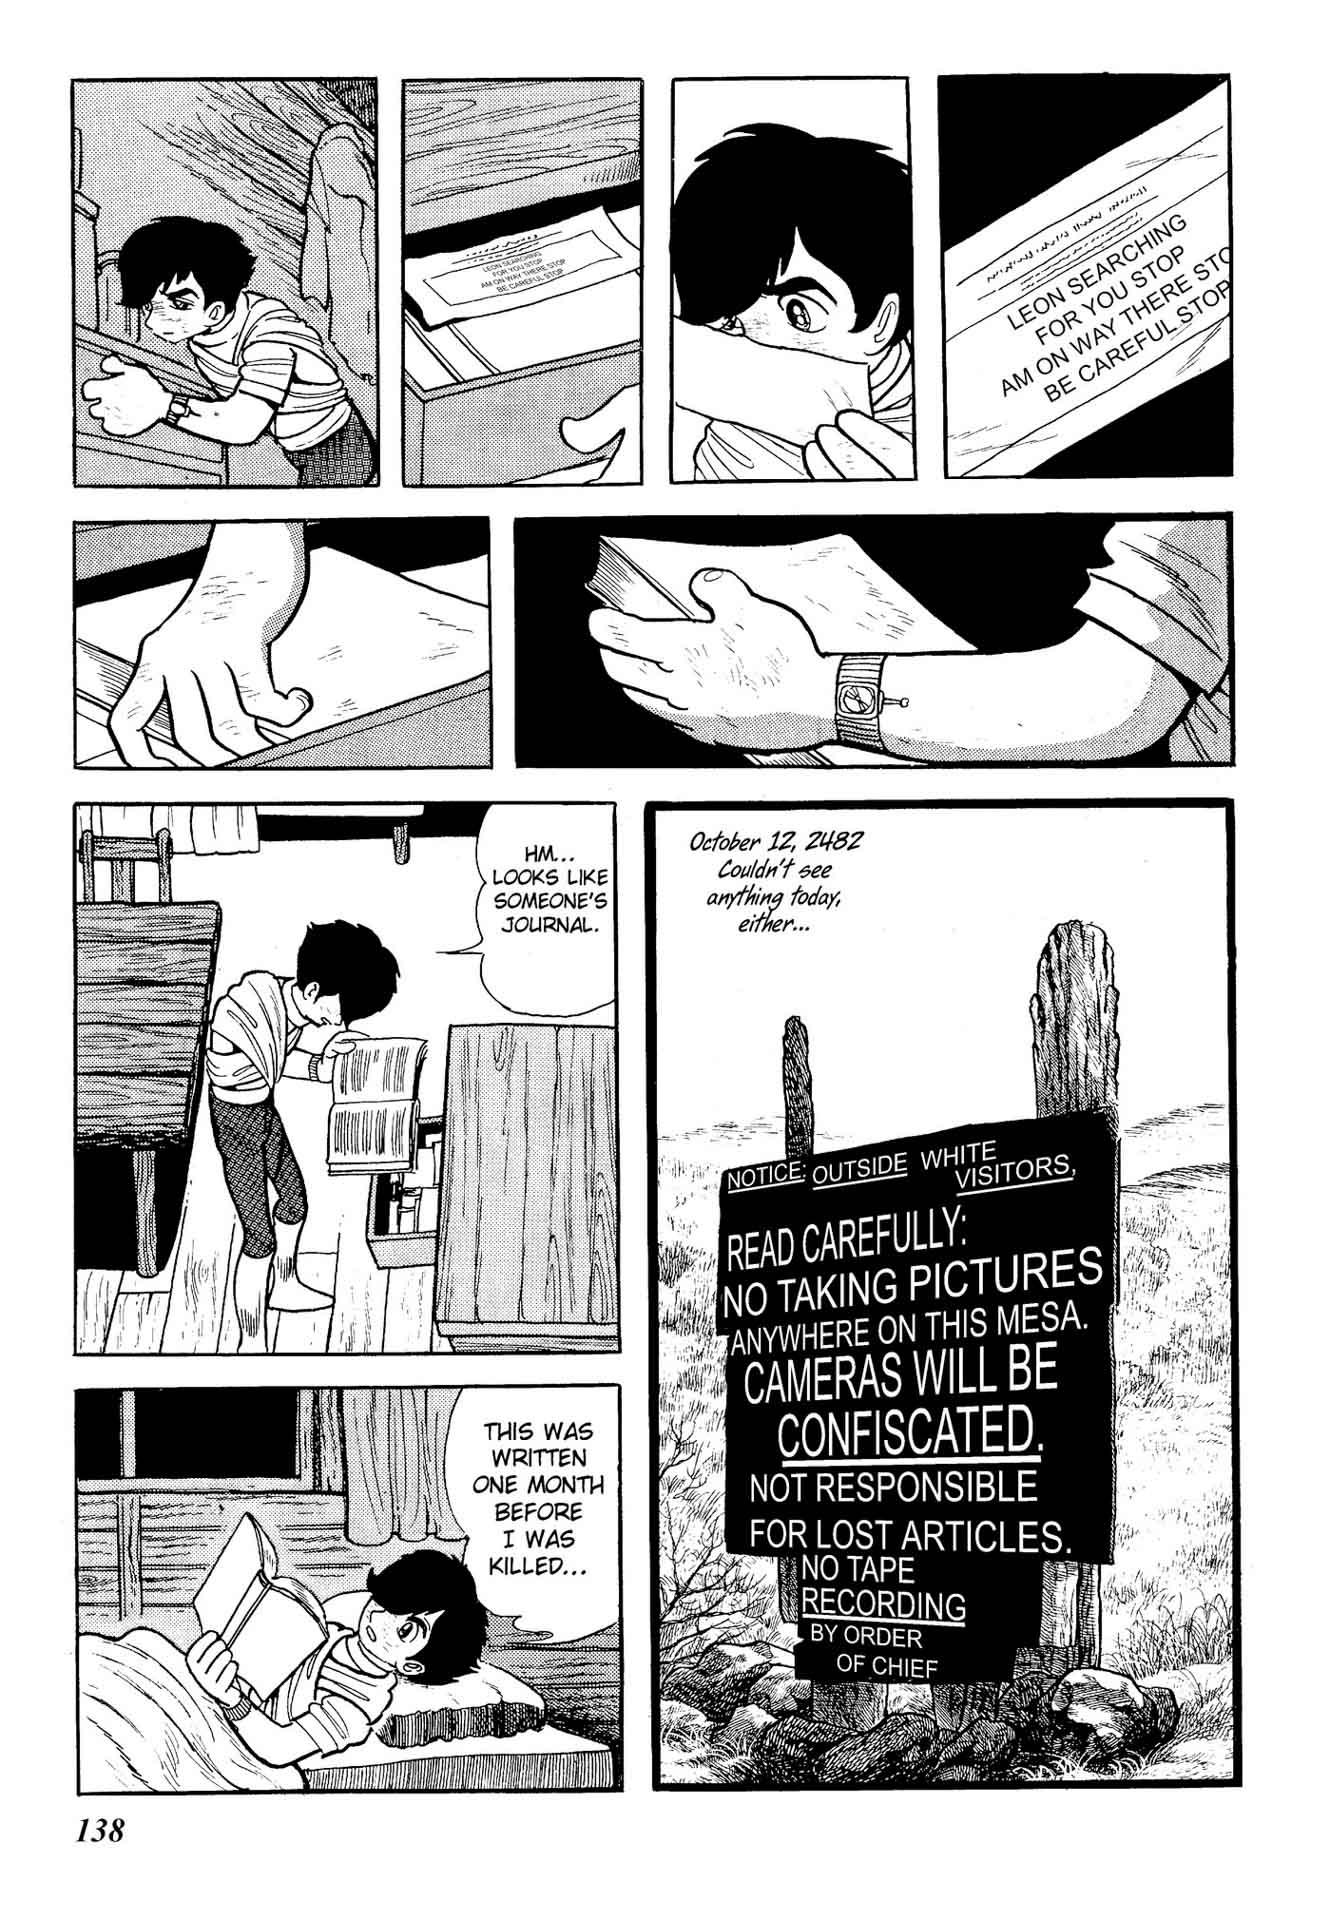 LEON SEARCHING
FOR YOU STOP
AM ON WAY THERE STOP
BE CAREFUL STOP
LEON SEARCHING
FOR YOU STOP
AM ON WAY THERE STO
BE CAREFUL STOP
HM...
LOOKS LIKE
SOMEONE'S
JOURNAL.
THIS WAS
WRITTEN
ONE MONTH
BEFORE
I WAS
KILLED...
October 12, 2482
Couldn't see
anything today,
either...
NOTICE: OUTSIDE WHITE
VISITORS,
READ CAREFULLY:
NO TAKING PICTURES
ANYWHERE ON THIS MESA.
CAMERAS WILL BE
CONFISCATED.
NOT RESPONSIBLE
FOR LOST ARTICLES.
NO TAPE
RECORDING
BY ORDER
OF CHIEF
138